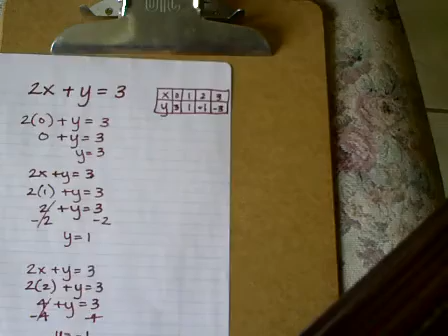 2x + y = 3
x 0 1 2 3
y 3 1 -1 -3
2(0) + y = 3
0 + y = 3
y = 3
2x + y = 3
2(1) + y = 3
2 + y = 3
-2 -2
y = 1
2x + y = 3
2(2) + y = 3
4 + y = 3
-4 -4
y = -1